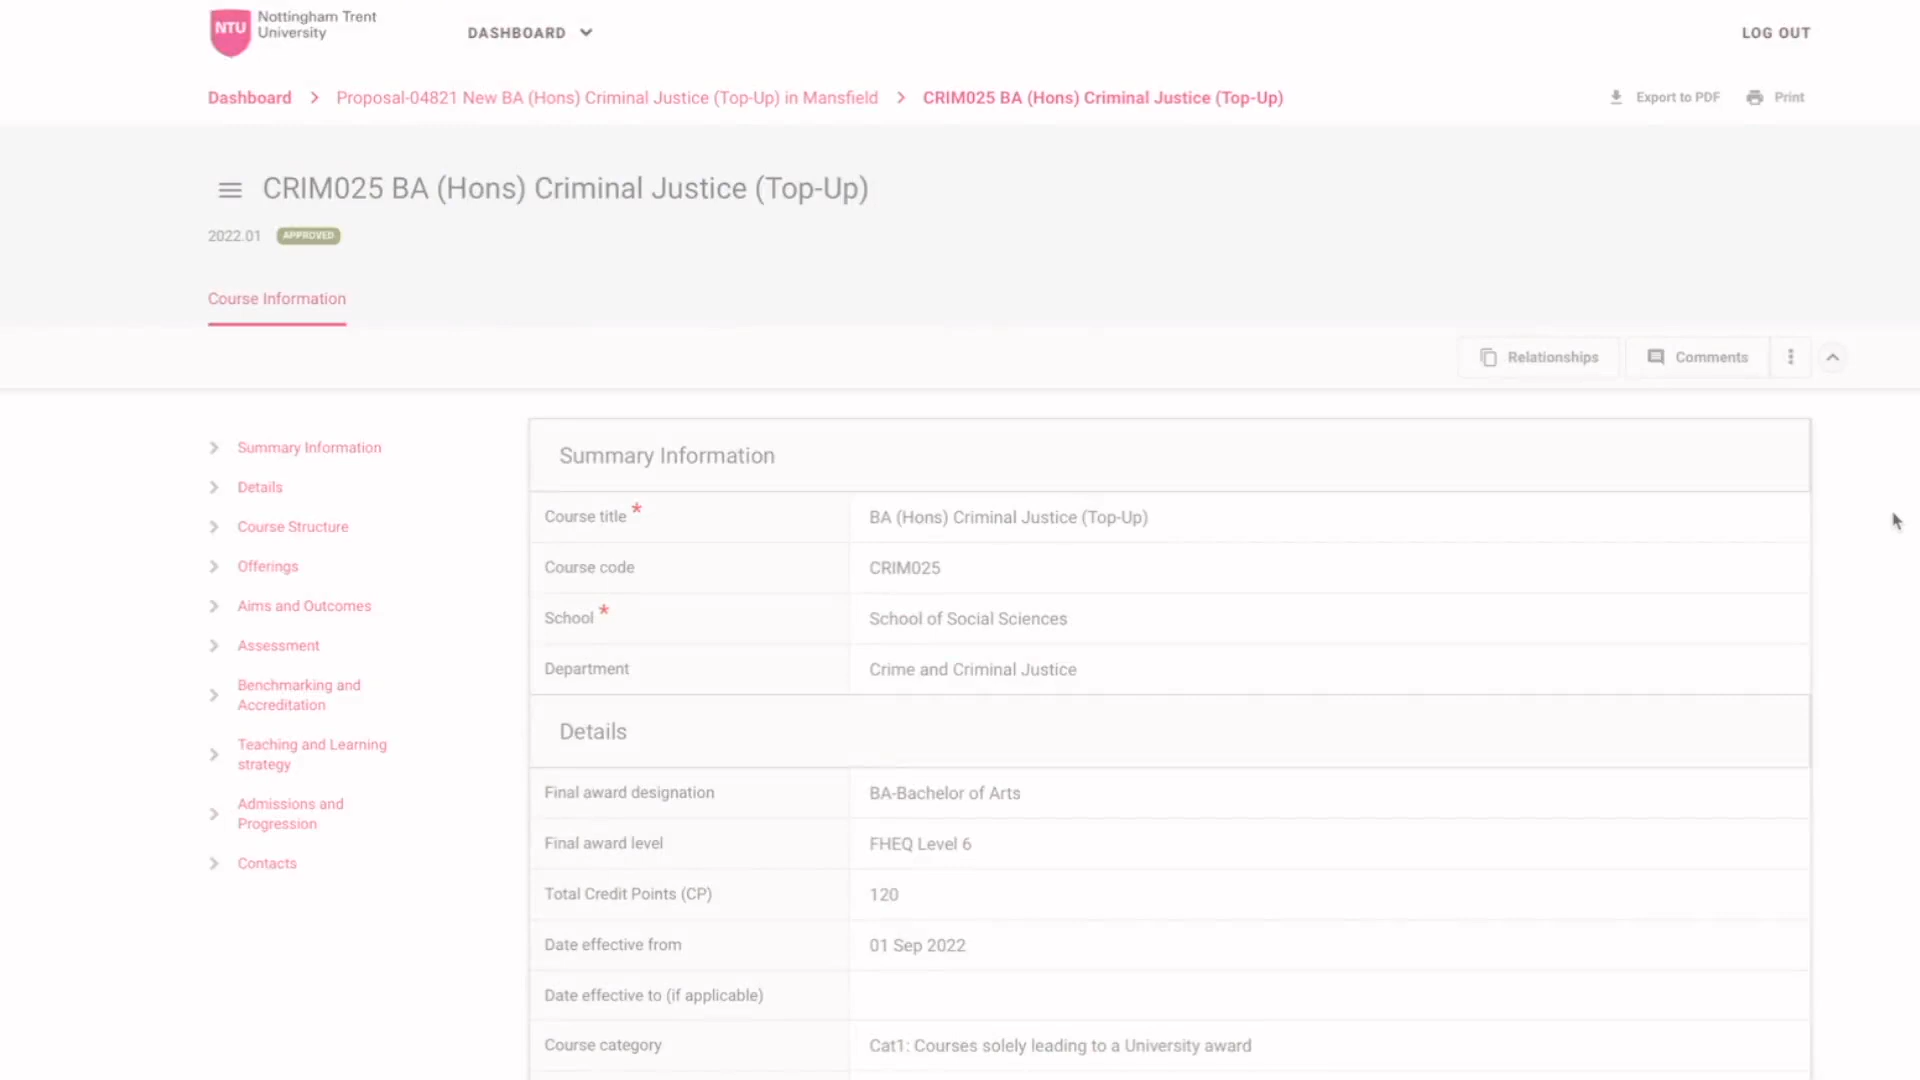 NTU
Nottingham Trent
University
DASHBOARD
LOG OUT
Dashboard > Proposal-04821 New BA (Hons) Criminal Justice (Top-Up) in Mansfield > CRIM025 BA (Hons) Criminal Justice (Top-Up)
Export to PDF
Print
CRIM025 BA (Hons) Criminal Justice (Top-Up)
2022.01 APPROVED
Course Information
Relationships
Comments
Summary Information
Details
Course Structure
Offerings
Aims and Outcomes
Assessment
Benchmarking and
Accreditation
Teaching and Learning
strategy
Admissions and
Progression
Contacts
Summary Information
Course title * BA (Hons) Criminal Justice (Top-Up)
Course code CRIM025
School * School of Social Sciences
Department Crime and Criminal Justice
Details
Final award designation BA-Bachelor of Arts
Final award level FHEQ Level 6
Total Credit Points (CP) 120
Date effective from 01 Sep 2022
Date effective to (if applicable)
Course category Cat1: Courses solely leading to a University award